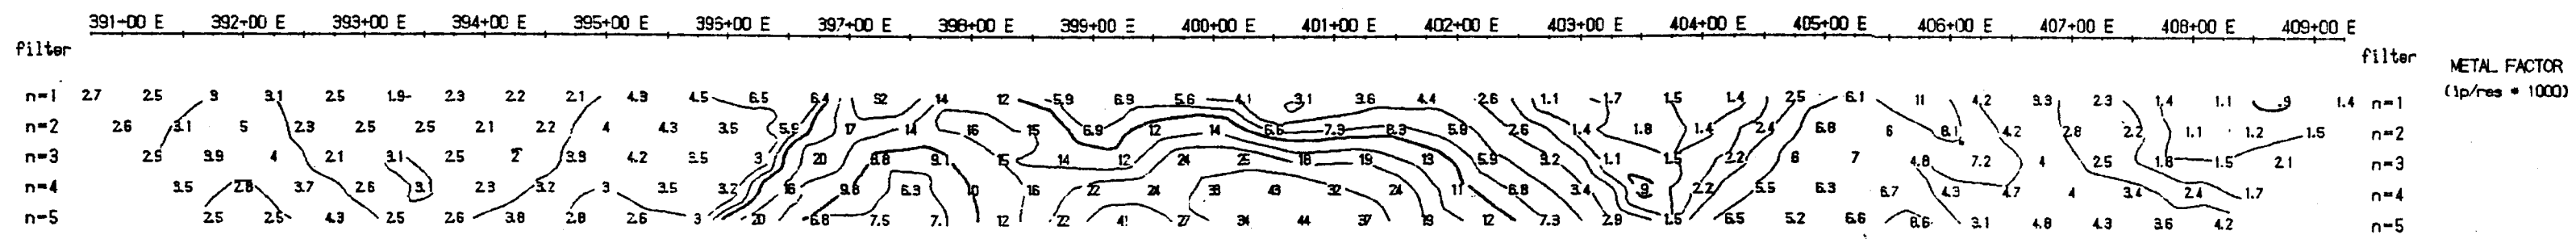 391+00 E 392+00 E 393+00 E 394+00 E 395+00 E 396+00 E 397+00 E 398+00 E 399+00 E 400+00 E 401+00 E 402+00 E 403+00 E 404+00 E 405+00 E 406+00 E 407+00 E 408+00 E 409+00 E
filter filter
METAL FACTOR
(ip/res * 1000)
n=1 2.7 2.5 3 3.1 2.5 1.9 2.3 2.2 2.1 4.3 4.5 6.5 6.4 52 14 12 5.9 6.9 5.6 4.1 3.1 3.6 4.4 2.6 1.1 1.7 1.5 1.4 2.5 6.1 11 4.2 3.3 2.3 1.4 1.1 .9 1.4 n=1
n=2 2.6 3.1 5 2.3 2.5 2.5 2.1 2.2 4 4.3 3.5 5.9 17 14 16 15 6.9 12 14 6.6 7.3 8.3 5.9 2.6 1.4 1.8 1.4 2.4 6.8 6 8.1 4.2 2.8 2.2 1.1 1.2 1.5 n=2
n=3 2.9 3.9 4 2.1 3.1 2.5 2 3.9 4.2 3.5 3 20 8.8 9.1 15 14 12 24 25 18 19 13 5.9 3.2 1.1 1.5 2.2 6 7 4.8 7.2 4 2.5 1.8 1.5 2.1 n=3
n=4 3.5 2.8 3.7 2.6 3.1 2.3 3.2 3 3.5 3.2 16 9.6 6.3 10 16 22 24 38 43 32 24 11 6.8 3.4 .9 2.2 5.5 6.3 6.7 4.3 4.7 4 3.4 2.4 1.7 n=4
n=5 2.5 2.5 4.3 2.5 2.6 3.8 2.8 2.6 3 20 6.8 7.5 7.1 12 22 41 27 34 44 37 19 12 7.3 2.9 1.5 6.5 5.2 6.6 8.6 3.1 4.8 4.3 3.6 4.2 n=5